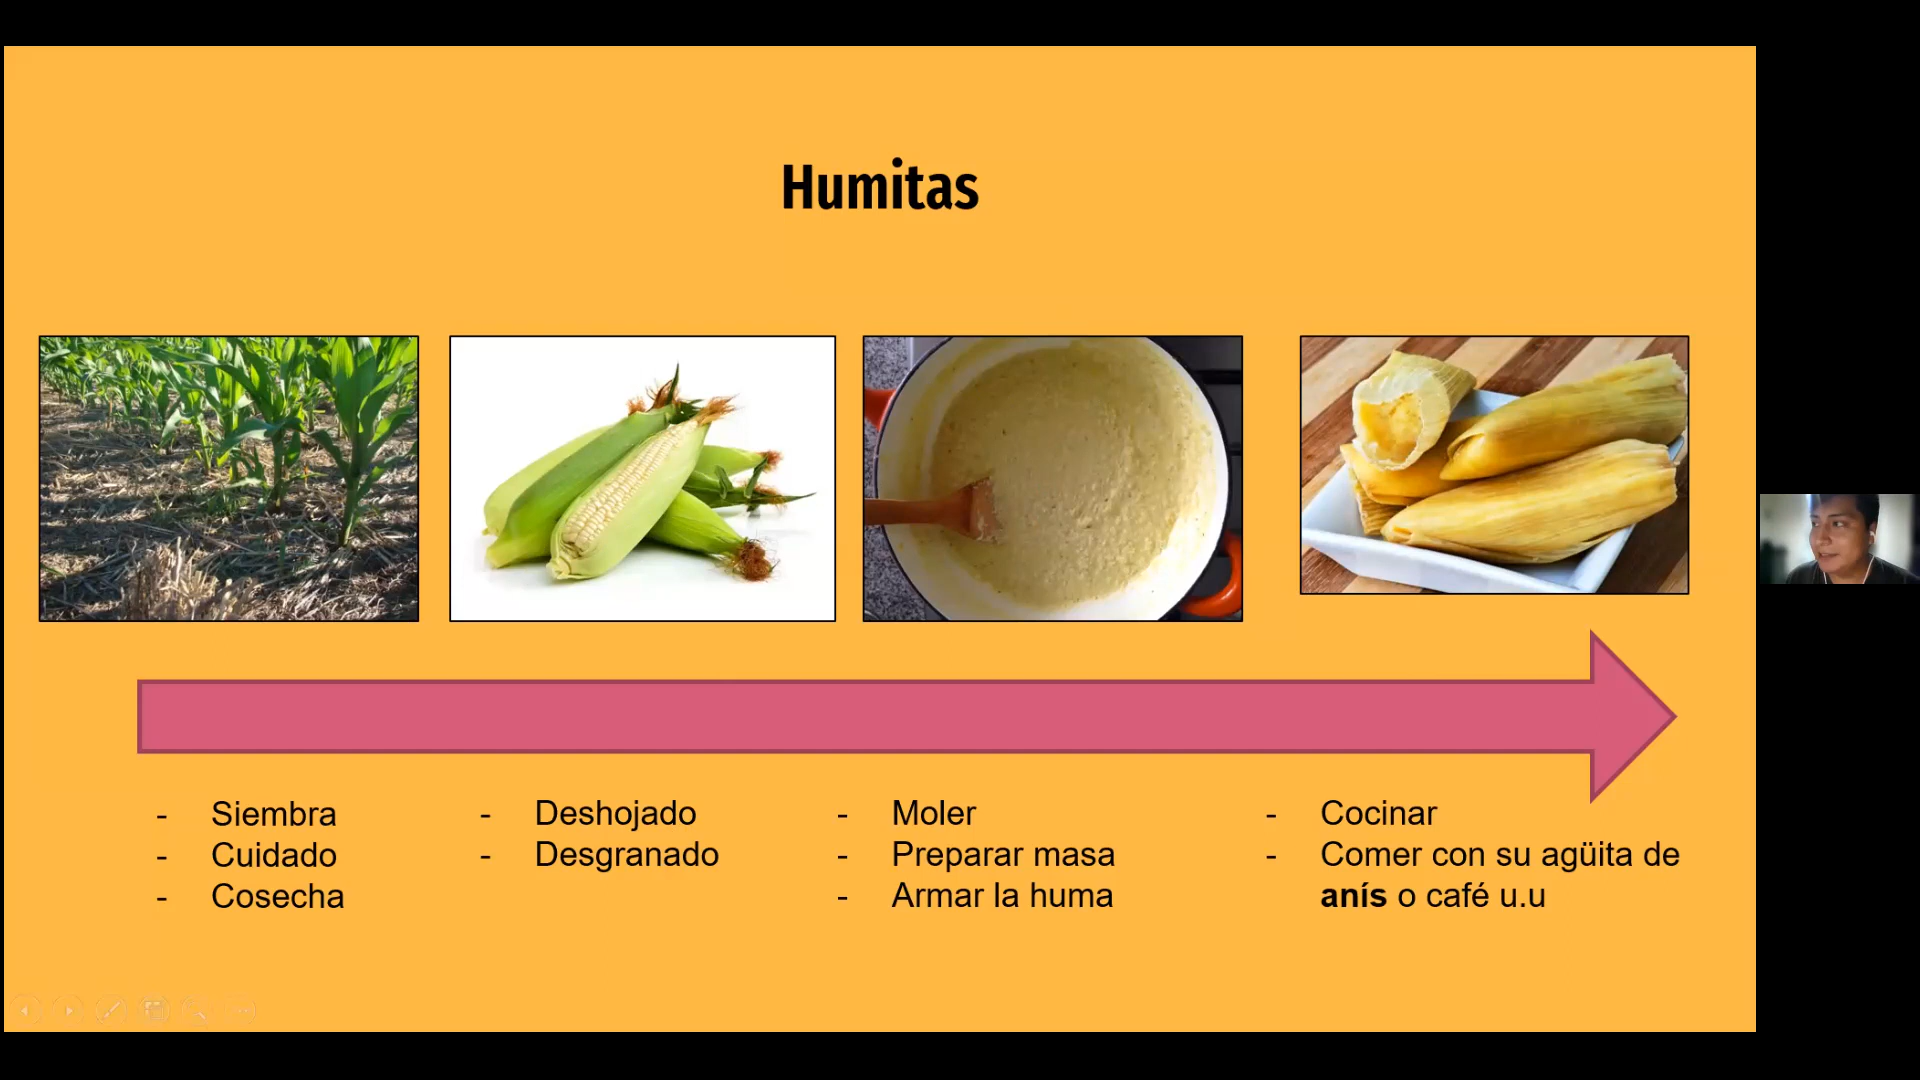 Humitas
- Siembra
- Cuidado
- Cosecha
- Deshojado
- Desgranado
- Moler
- Preparar masa
- Armar la huma
- Cocinar
- Comer con su agüita de
anís o café u.u